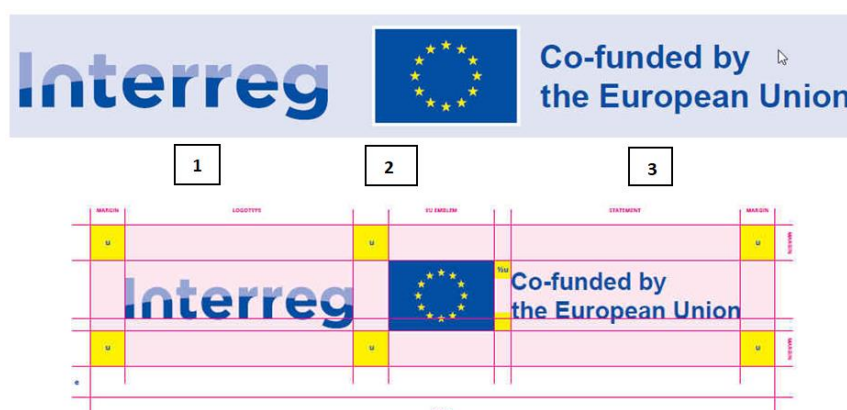 Interreg
Co-funded by
the European Union
1
2
3
MARGIN LOGOTYPE EU EMBLEM STATEMENT MARGIN
u u u
MARGIN
Interreg
½u
Co-funded by
the European Union
u u u
MARGIN
e